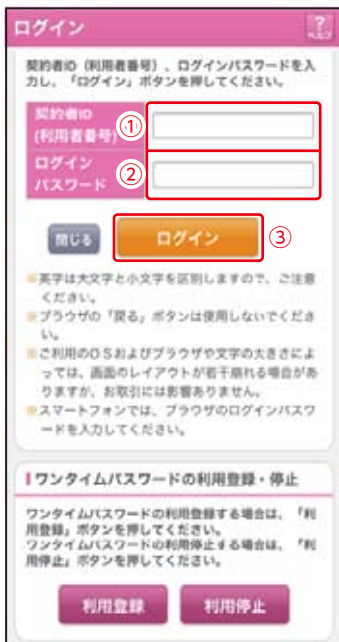 ログイン
?
ヘルプ
契約者ID（利用者番号）、ログインパスワードを入
力し、「ログイン」ボタンを押してください。
契約者ID
(利用者番号)
①
ログイン
パスワード
②
閉じる
ログイン
③
※英字は大文字と小文字を区別しますので、ご注意
ください。
※ブラウザの「戻る」ボタンは使用しないでくださ
い。
※ご利用のOSおよびブラウザや文字の大きさによ
っては、画面のレイアウトが若干崩れる場合があ
りますが、お取引には影響ありません。
※スマートフォンでは、ブラウザのログインパスワ
ードを入力してください。
ワンタイムパスワードの利用登録・停止
ワンタイムパスワードの利用登録する場合は、「利
用登録」ボタンを押してください。
ワンタイムパスワードの利用停止する場合は、「利
用停止」ボタンを押してください。
利用登録
利用停止